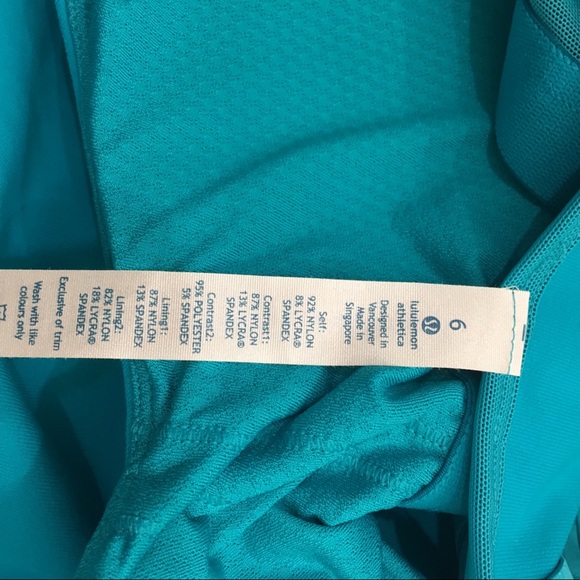 6
lululemon
athletica
Designed in
Vancouver
Made in
Singapore
Self:
92% NYLON
8% LYCRA®
SPANDEX
Contrast1:
87% NYLON
13% LYCRA®
SPANDEX
Contrast2:
95% POLYESTER
5% SPANDEX
Lining1:
87% NYLON
13% SPANDEX
Lining2:
82% NYLON
18% LYCRA®
SPANDEX
Exclusive of trim
Wash with like
colours only